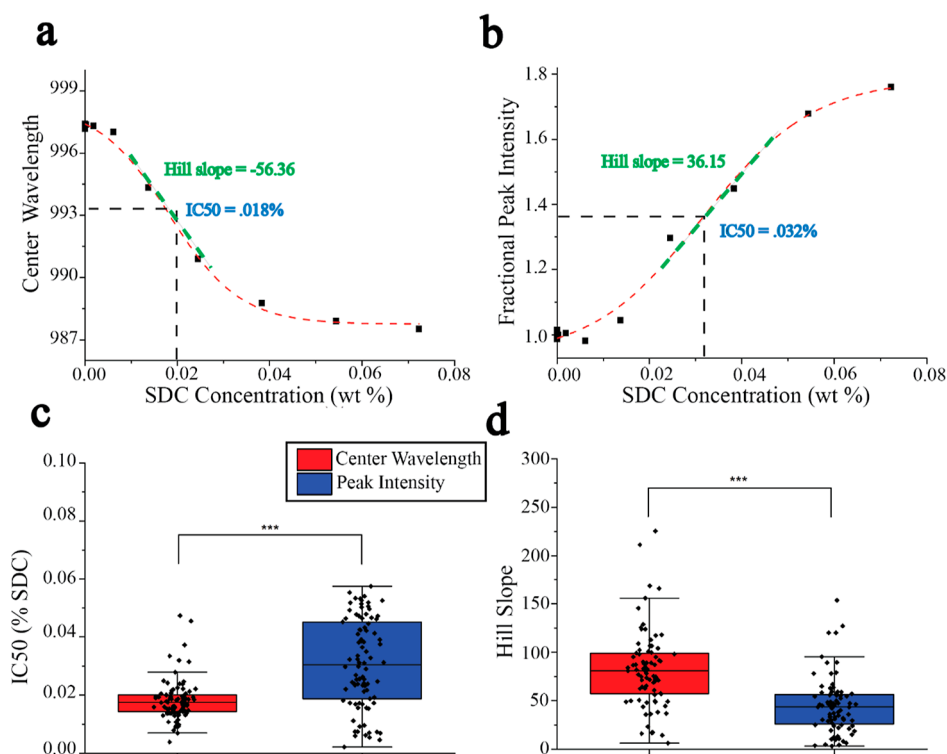 a
999
996
993
990
987
Center Wavelength
Hill slope = -56.36
IC50 = .018%
0.00 0.02 0.04 0.06 0.08
SDC Concentration (wt %)
b
1.8
1.6
1.4
1.2
1.0
Fractional Peak Intensity
Hill slope = 36.15
IC50 = .032%
0.00 0.02 0.04 0.06 0.08
SDC Concentration (wt %)
c
Center Wavelength
Peak Intensity
0.10
0.08
0.06
0.04
0.02
0.00
IC50 (% SDC)
***
d
300
250
200
150
100
50
0
Hill Slope
***